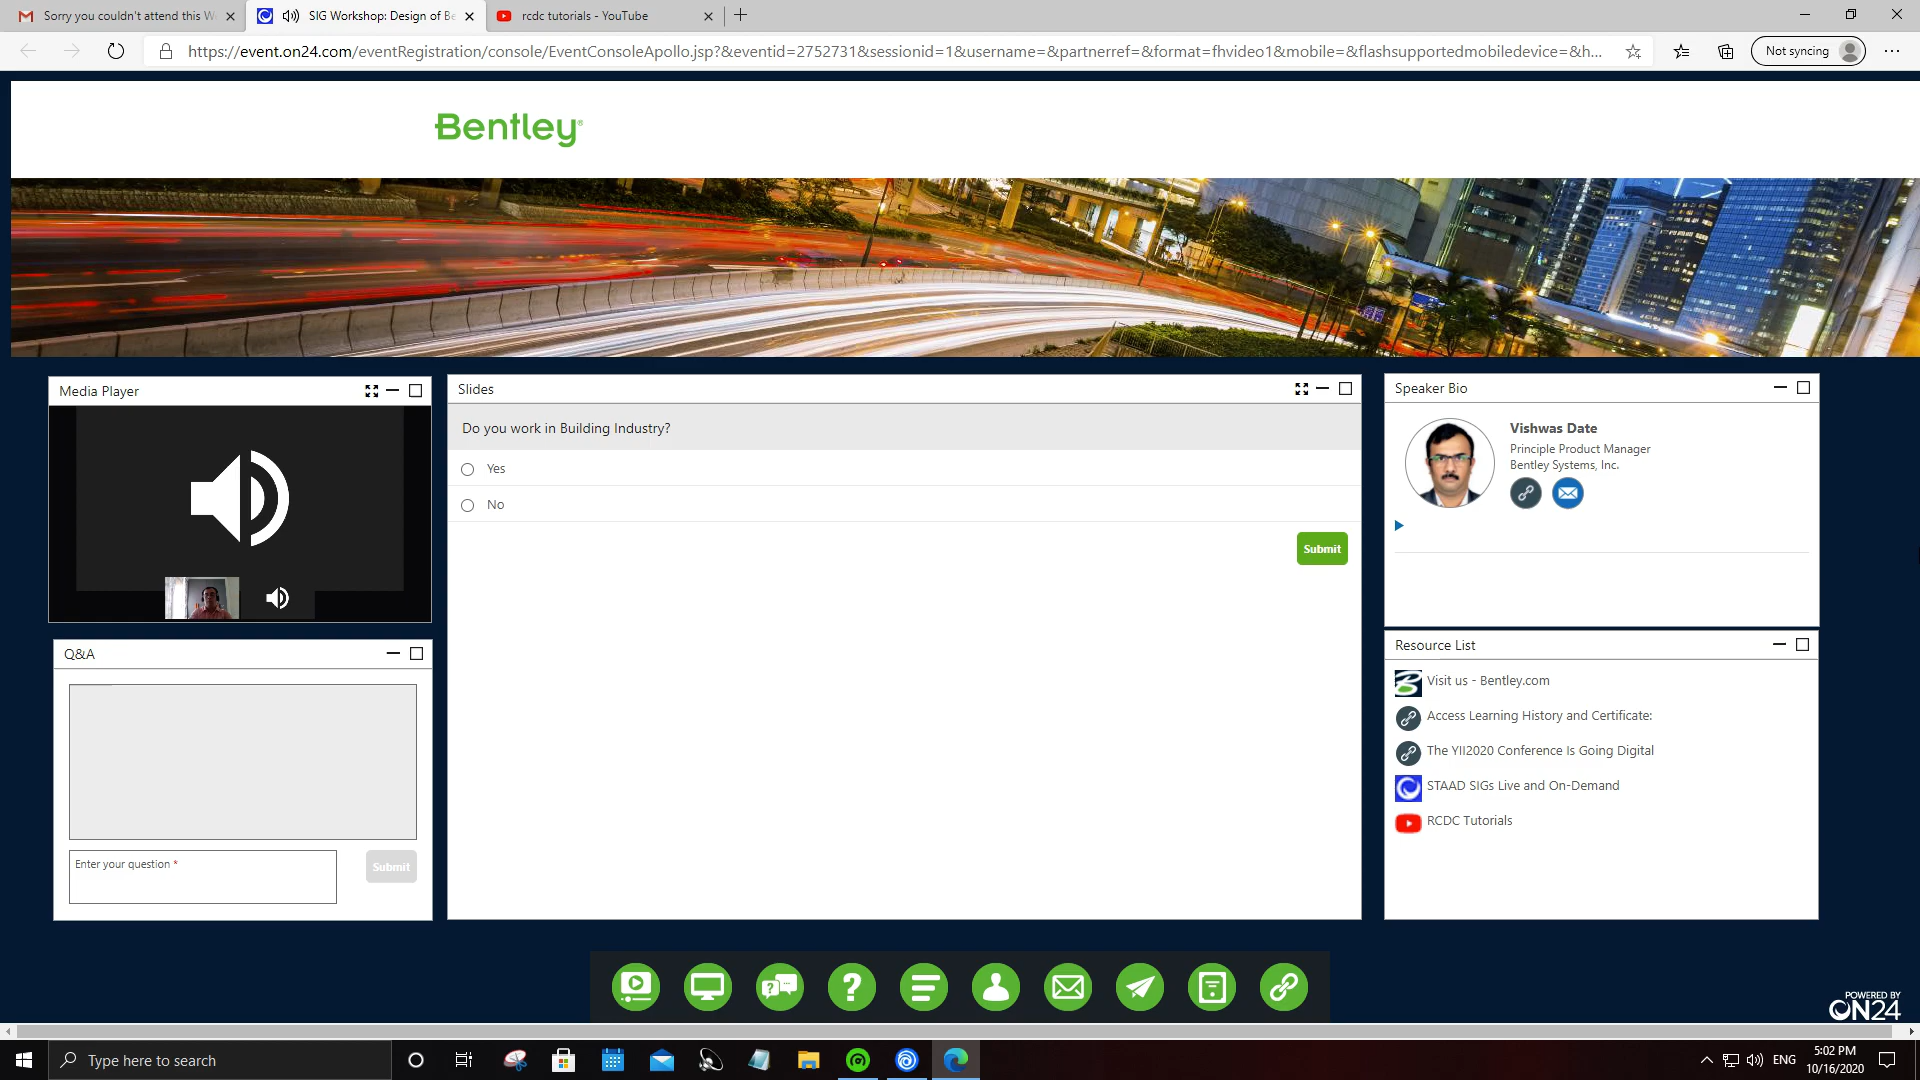 Sorry you couldn't attend this W
SIG Workshop: Design of Be
rcdc tutorials - YouTube
https://event.on24.com/eventRegistration/console/EventConsoleApollo.jsp?&eventid=2752731&sessionid=1&username=&partnerref=&format=fhvideo1&mobile=&flashsupportedmobiledevice=&h...
Not syncing
Bentley®
Media Player
Slides
Do you work in Building Industry?
Yes
No
Submit
Speaker Bio
Vishwas Date
Principle Product Manager
Bentley Systems, Inc.
Q&A
Enter your question *
Submit
Resource List
Visit us - Bentley.com
Access Learning History and Certificate:
The YII2020 Conference Is Going Digital
STAAD SIGs Live and On-Demand
RCDC Tutorials
POWERED BY
ON24
Type here to search
ENG
5:02 PM
10/16/2020